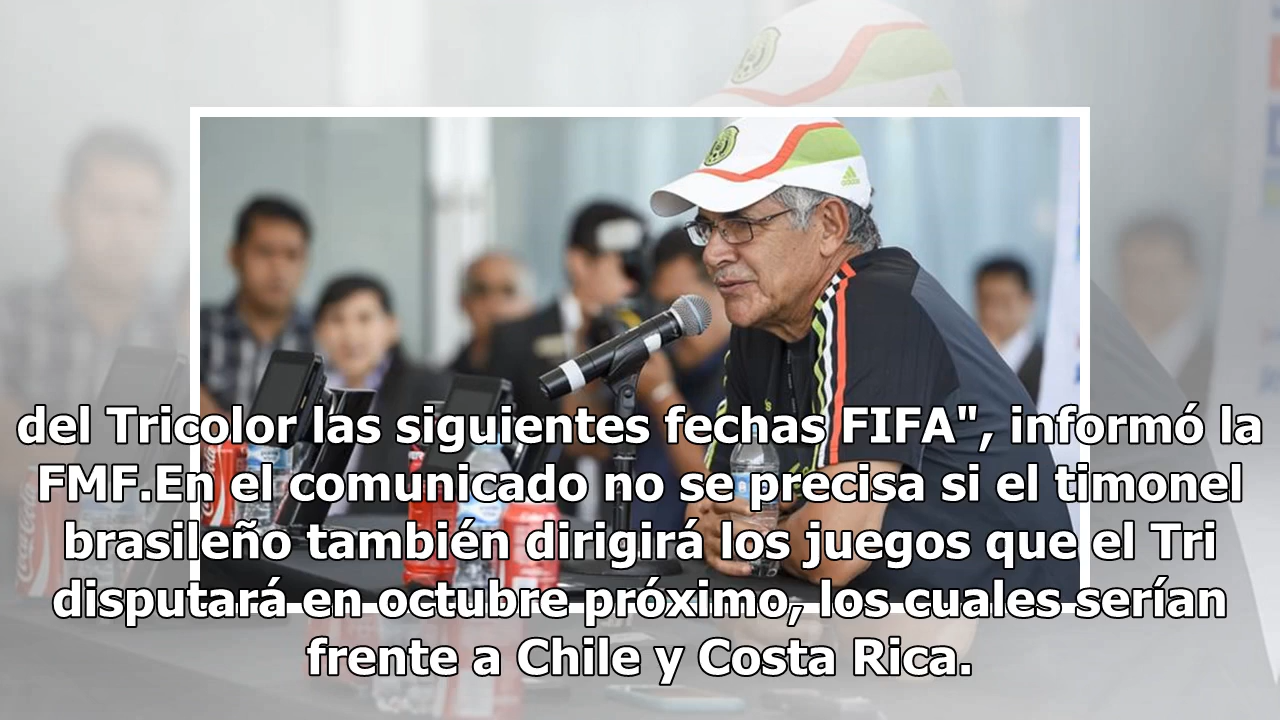 del Tricolor las siguientes fechas FIFA", informó la
FMF.En el comunicado no se precisa si el timonel
brasileño también dirigirá los juegos que el Tri
disputará en octubre próximo, los cuales serían
frente a Chile y Costa Rica.